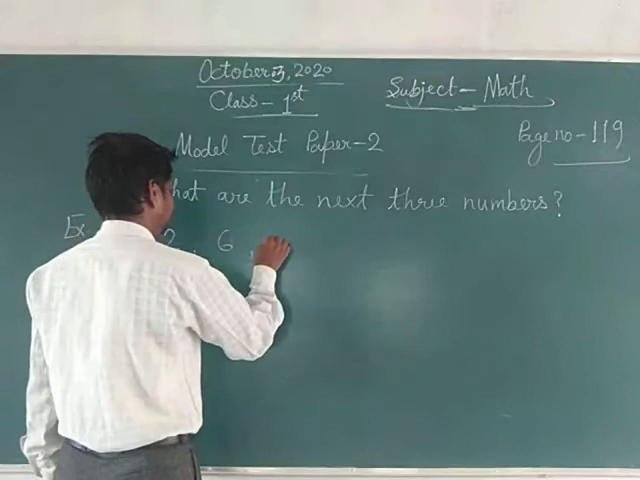 October, 2020
Class - 1st
Subject - Math
Model Test Paper-2
Page no - 119
hat are the next three numbers?
Ex 2, 6